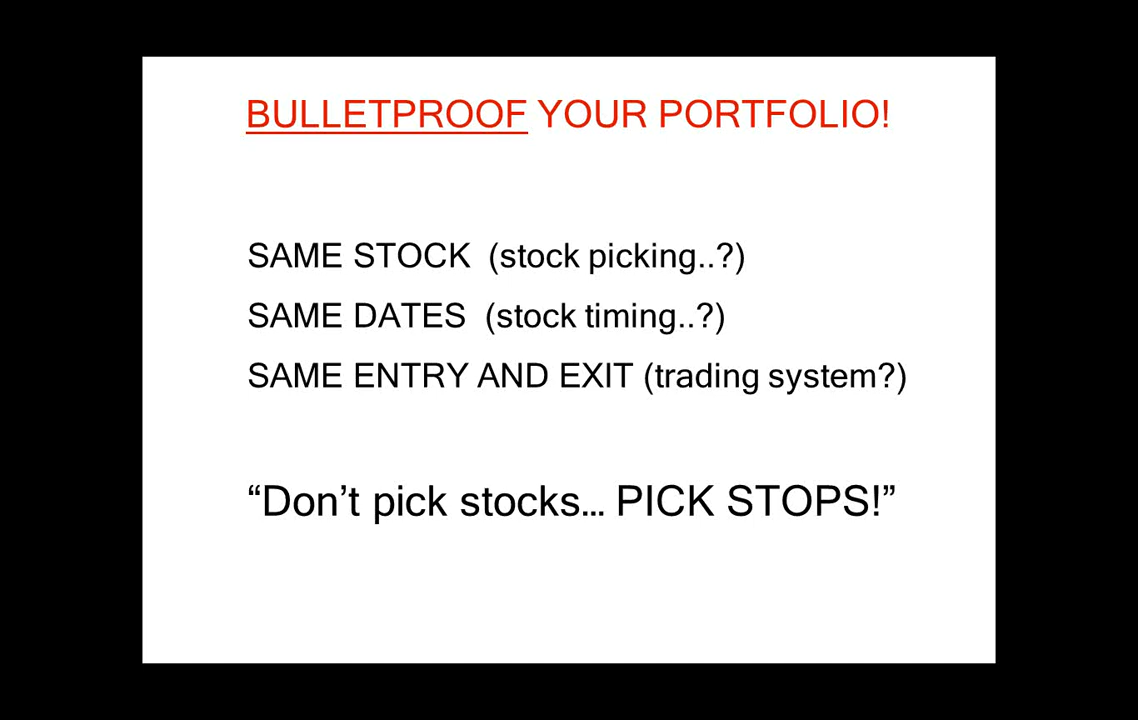 BULLETPROOF YOUR PORTFOLIO!
SAME STOCK (stock picking..?)
SAME DATES (stock timing..?)
SAME ENTRY AND EXIT (trading system?)
“Don’t pick stocks… PICK STOPS!”